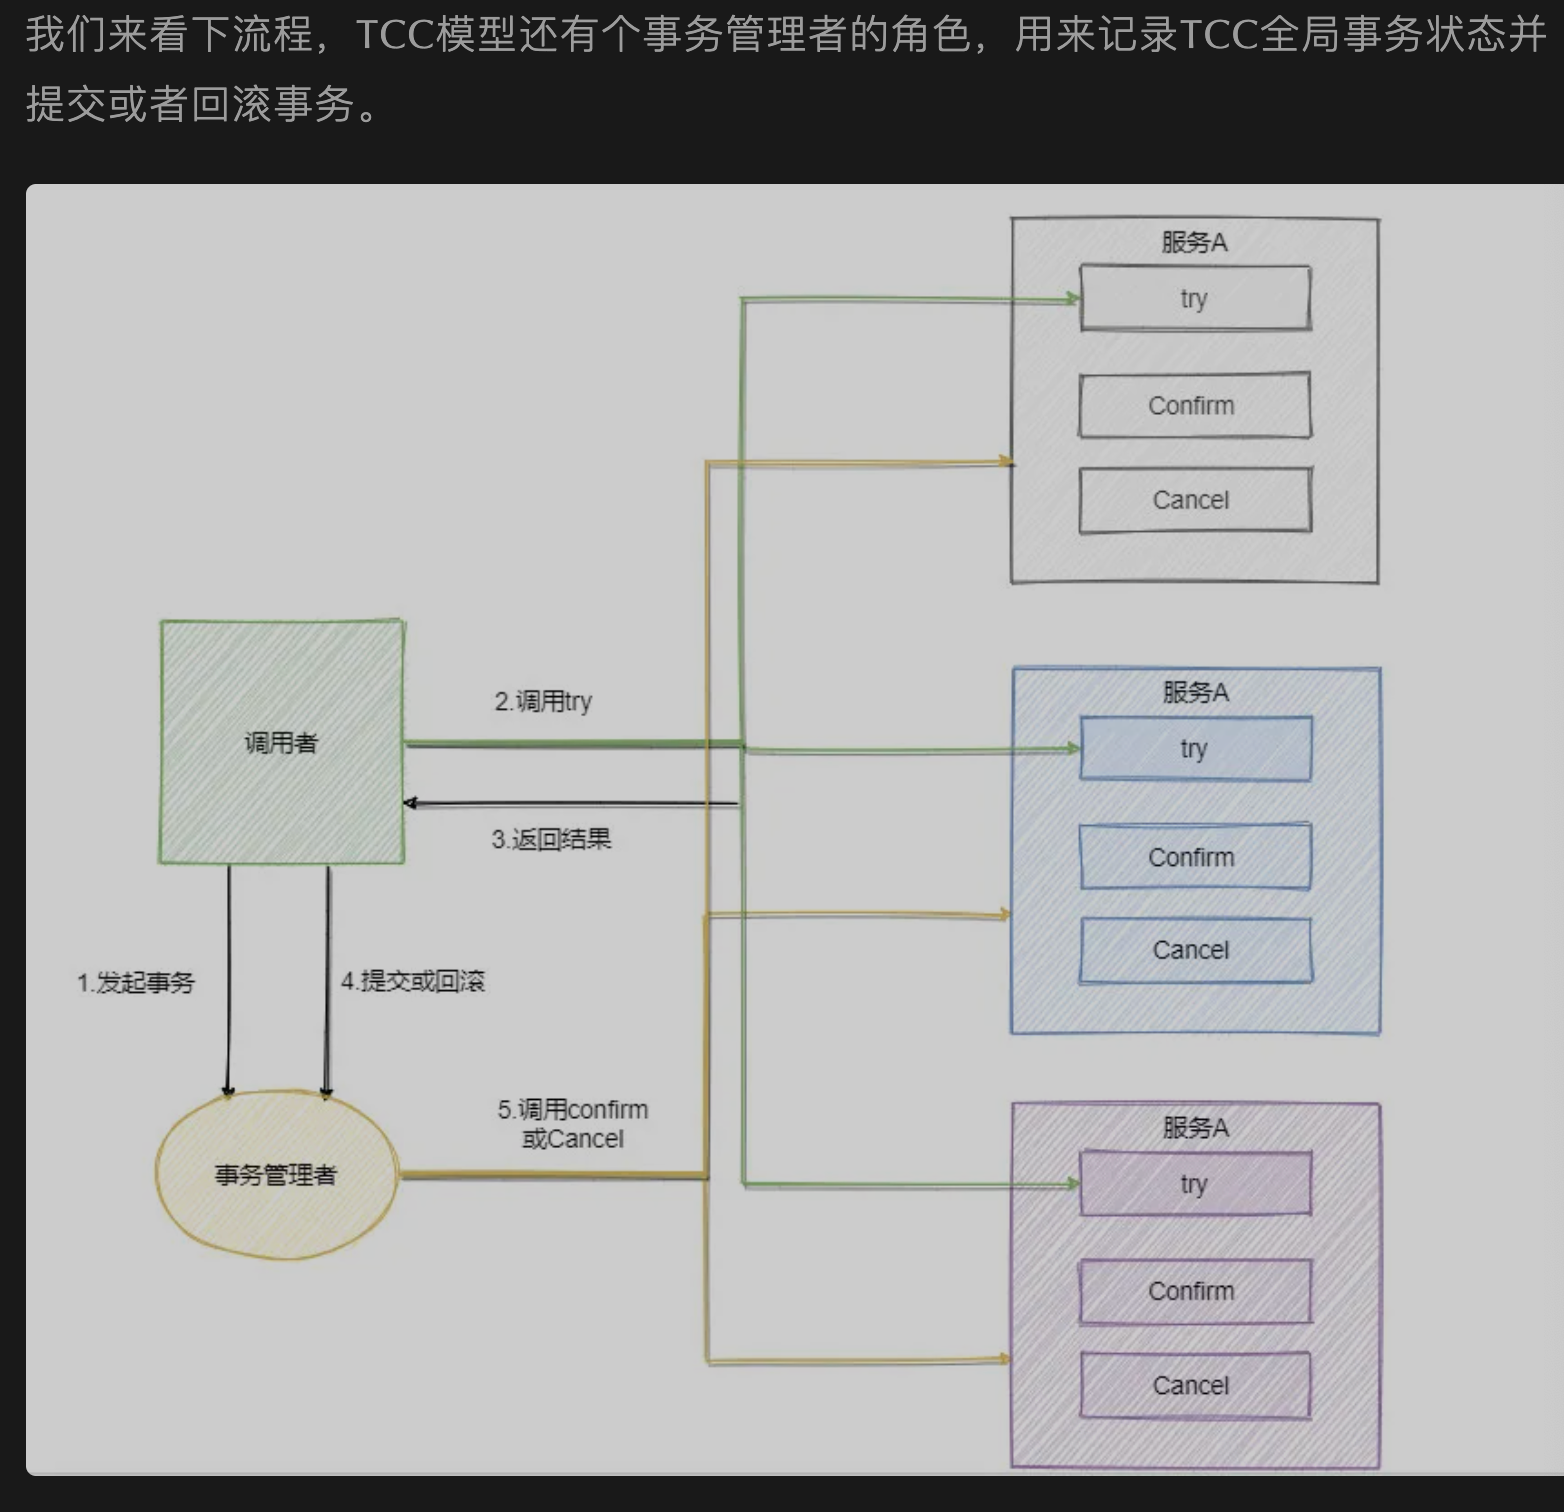 我们来看下流程，TCC模型还有个事务管理者的角色，用来记录TCC全局事务状态并
提交或者回滚事务。
服务A
try
Confirm
Cancel
调用者
2.调用try
3.返回结果
服务A
try
Confirm
Cancel
1.发起事务
4.提交或回滚
事务管理者
5.调用confirm
或Cancel
服务A
try
Confirm
Cancel